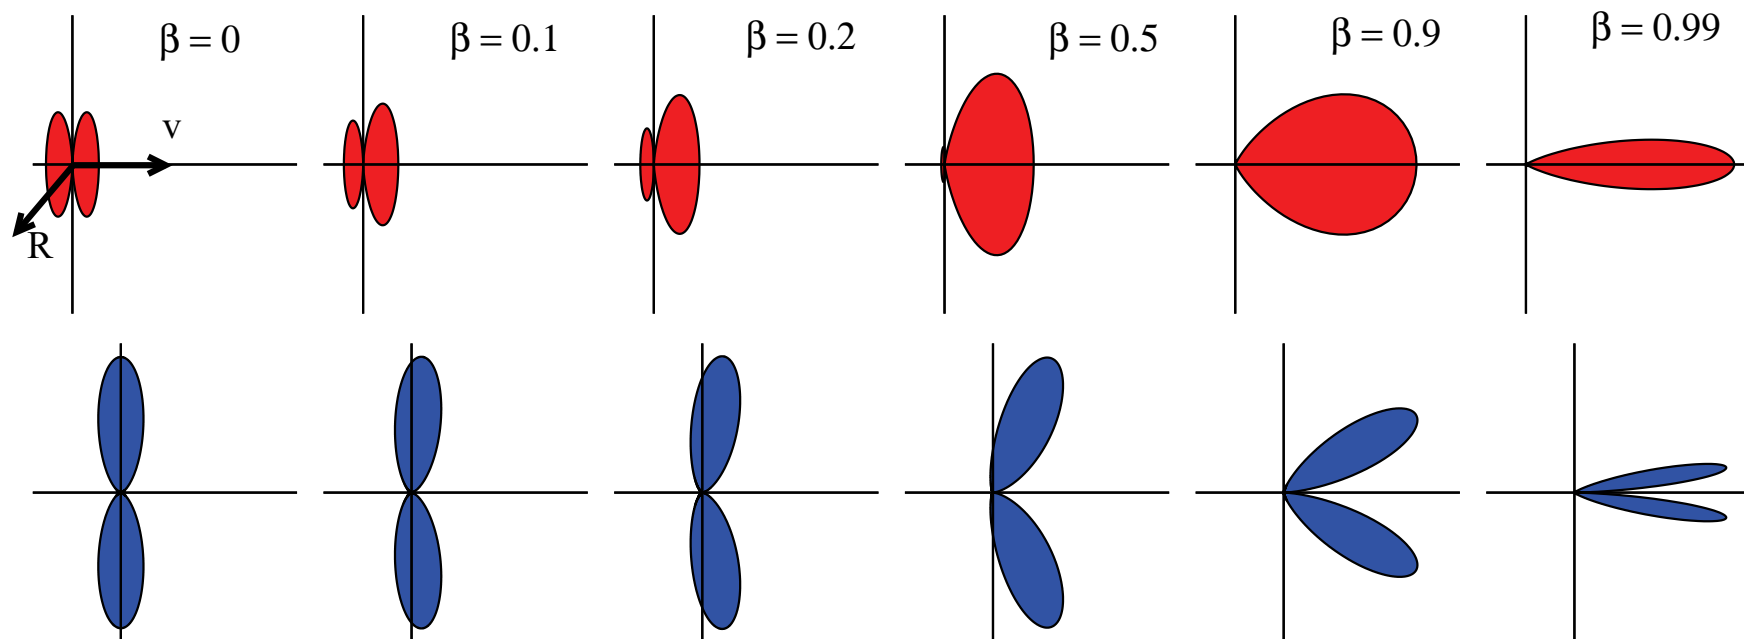 β = 0
β = 0.1
β = 0.2
β = 0.5
β = 0.9
β = 0.99
v
R